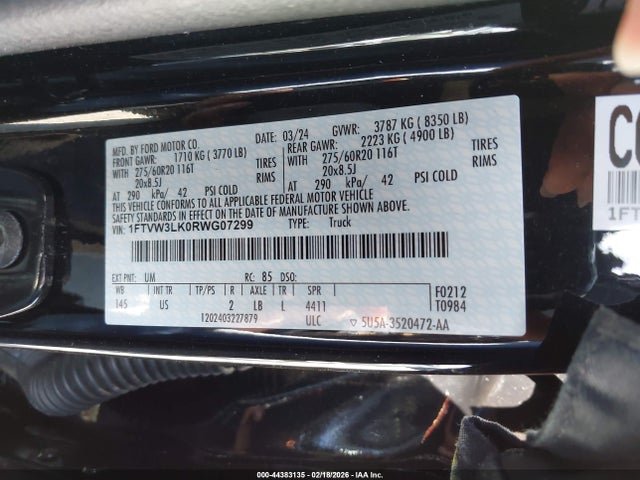 MFD. BY FORD MOTOR CO.
03/24
GVWR: 3787 KG ( 8350 LB)
FRONT GAWR: 1710 KG ( 3770 LB)
REAR GAWR: 2223 KG ( 4900 LB)
WITH 275/60R20 116T TIRES
275/60R20 116T TIRES
20x8.5J RIMS
20x8.5J RIMS
AT 290 kPa/ 42 PSI COLD
AT 290 kPa/ 42 PSI COLD
THIS VEHICLE CONFORMS TO ALL APPLICABLE FEDERAL MOTOR VEHICLE
SAFETY AND THEFT PREVENTION STANDARDS IN EFFECT ON THE DATE OF MANUFACTURE
VIN: 1FTVW3LK0RWG07299
TYPE: Truck
EXT PNT: UM RC: 85 DSO:
WB INT TR TP/PS R AXLE TR SPR
F0212
145 US 2 LB L 4411
T0984
1202403227879
ULC
▽ 5U5A-3520472-AA
1FT
000-44383135 - 02/18/2026 - IAA Inc.